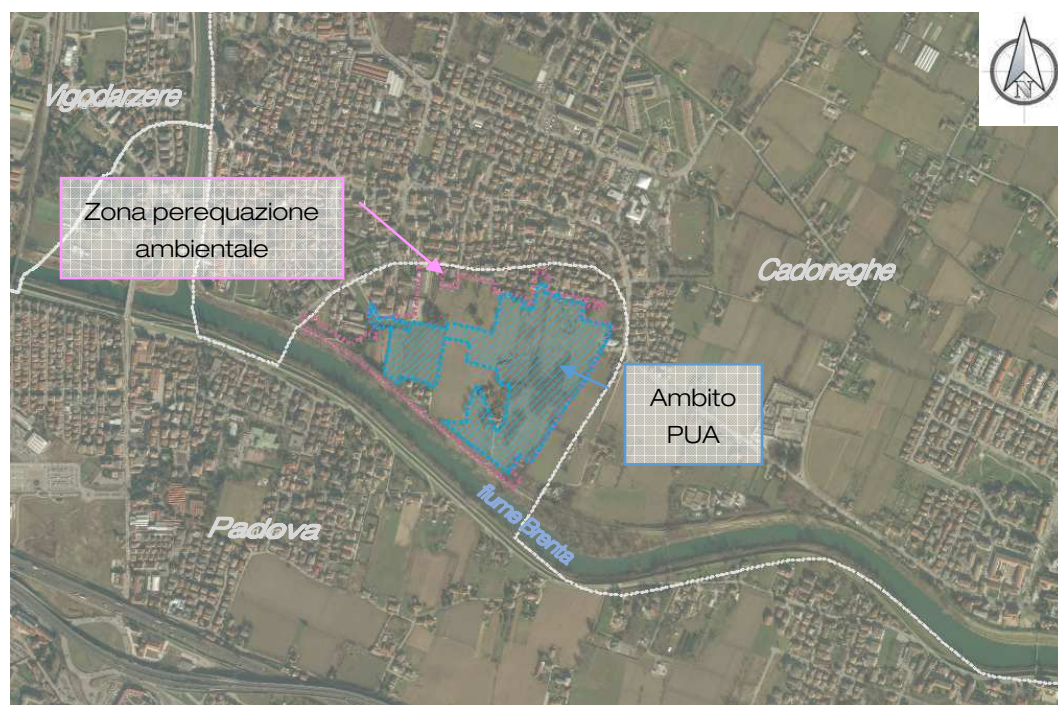 N
Vigodarzere
Zona perequazione
ambientale
Cadoneghe
Ambito
PUA
Padova
fiume Brenta